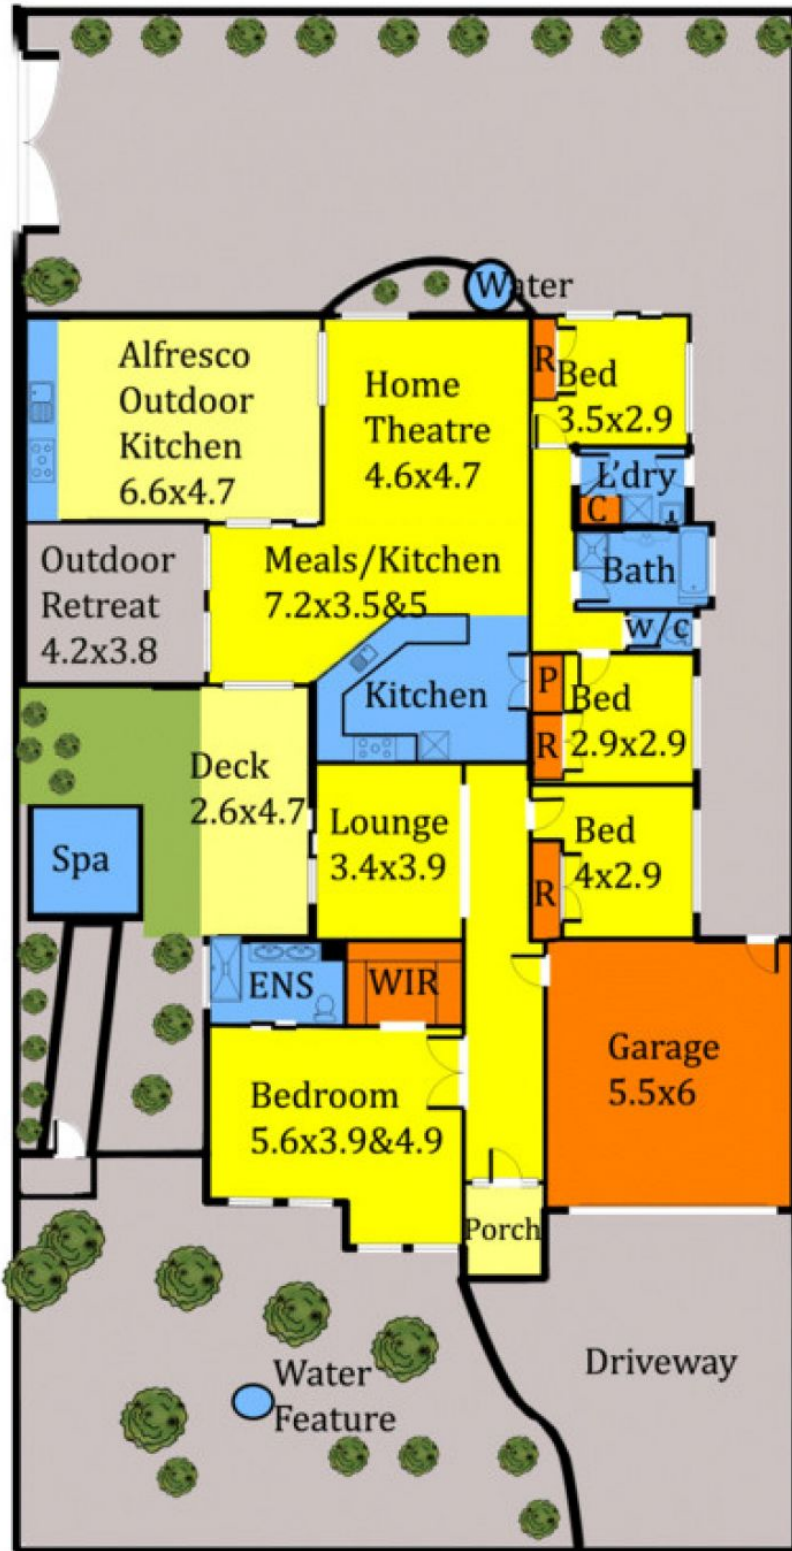 Water
Alfresco
Outdoor
Kitchen
6.6x4.7
Home
Theatre
4.6x4.7
R
Bed
3.5x2.9
L'dry
C
Outdoor
Retreat
4.2x3.8
Meals/Kitchen
7.2x3.5&5
Bath
w/c
Kitchen
P
Bed
2.9x2.9
R
Deck
2.6x4.7
Lounge
3.4x3.9
Bed
4x2.9
R
Spa
ENS
WIR
Garage
5.5x6
Bedroom
5.6x3.9&4.9
Porch
Driveway
Water
Feature